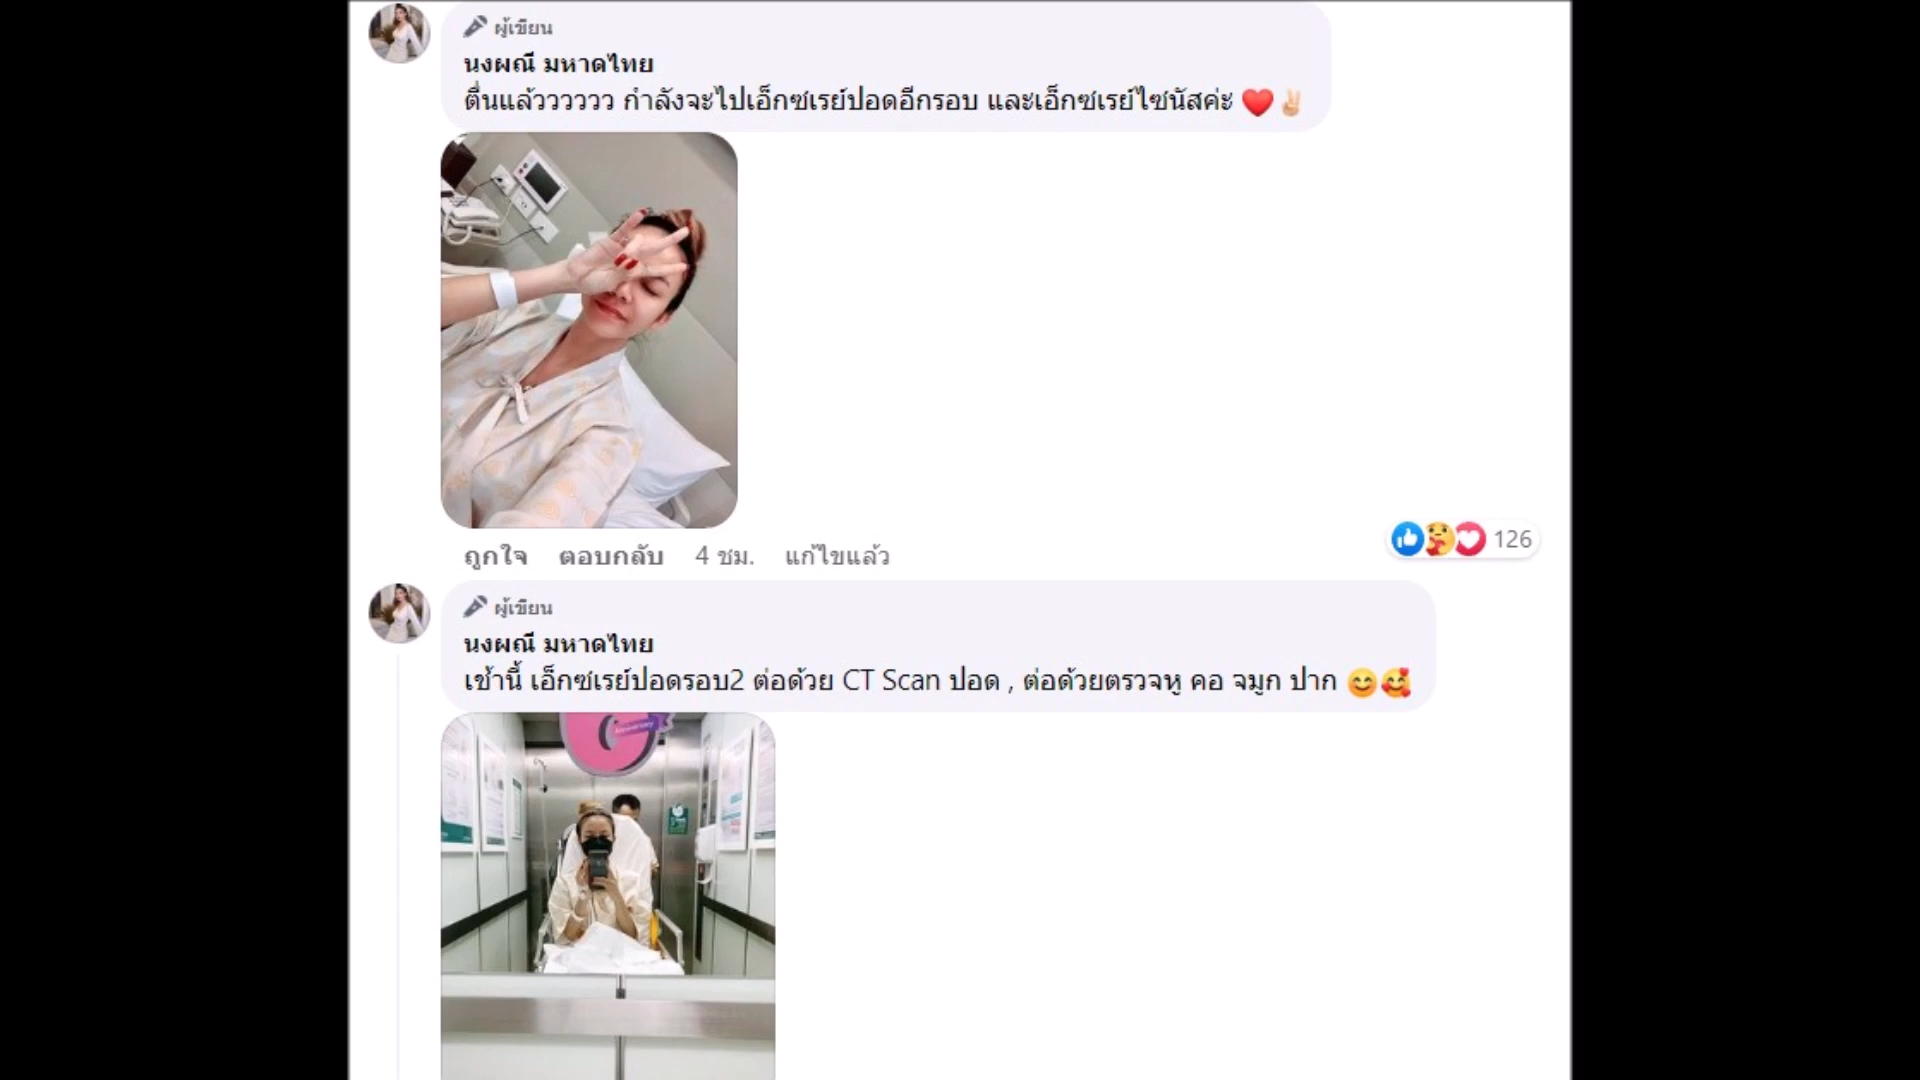 ผู้เขียน
นงผณี มหาดไทย
ตื่นแล้วววววว กำลังจะไปเอ็กซเรย์ปอดอีกรอบ และเอ็กซเรย์ไซนัสค่ะ ❤️✌🏻
ถูกใจ ตอบกลับ 4 ชม. แก้ไขแล้ว
126
ผู้เขียน
นงผณี มหาดไทย
เช้านี้ เอ็กซเรย์ปอดรอบ2 ต่อด้วย CT Scan ปอด , ต่อด้วยตรวจหู คอ จมูก ปาก 😊🥰